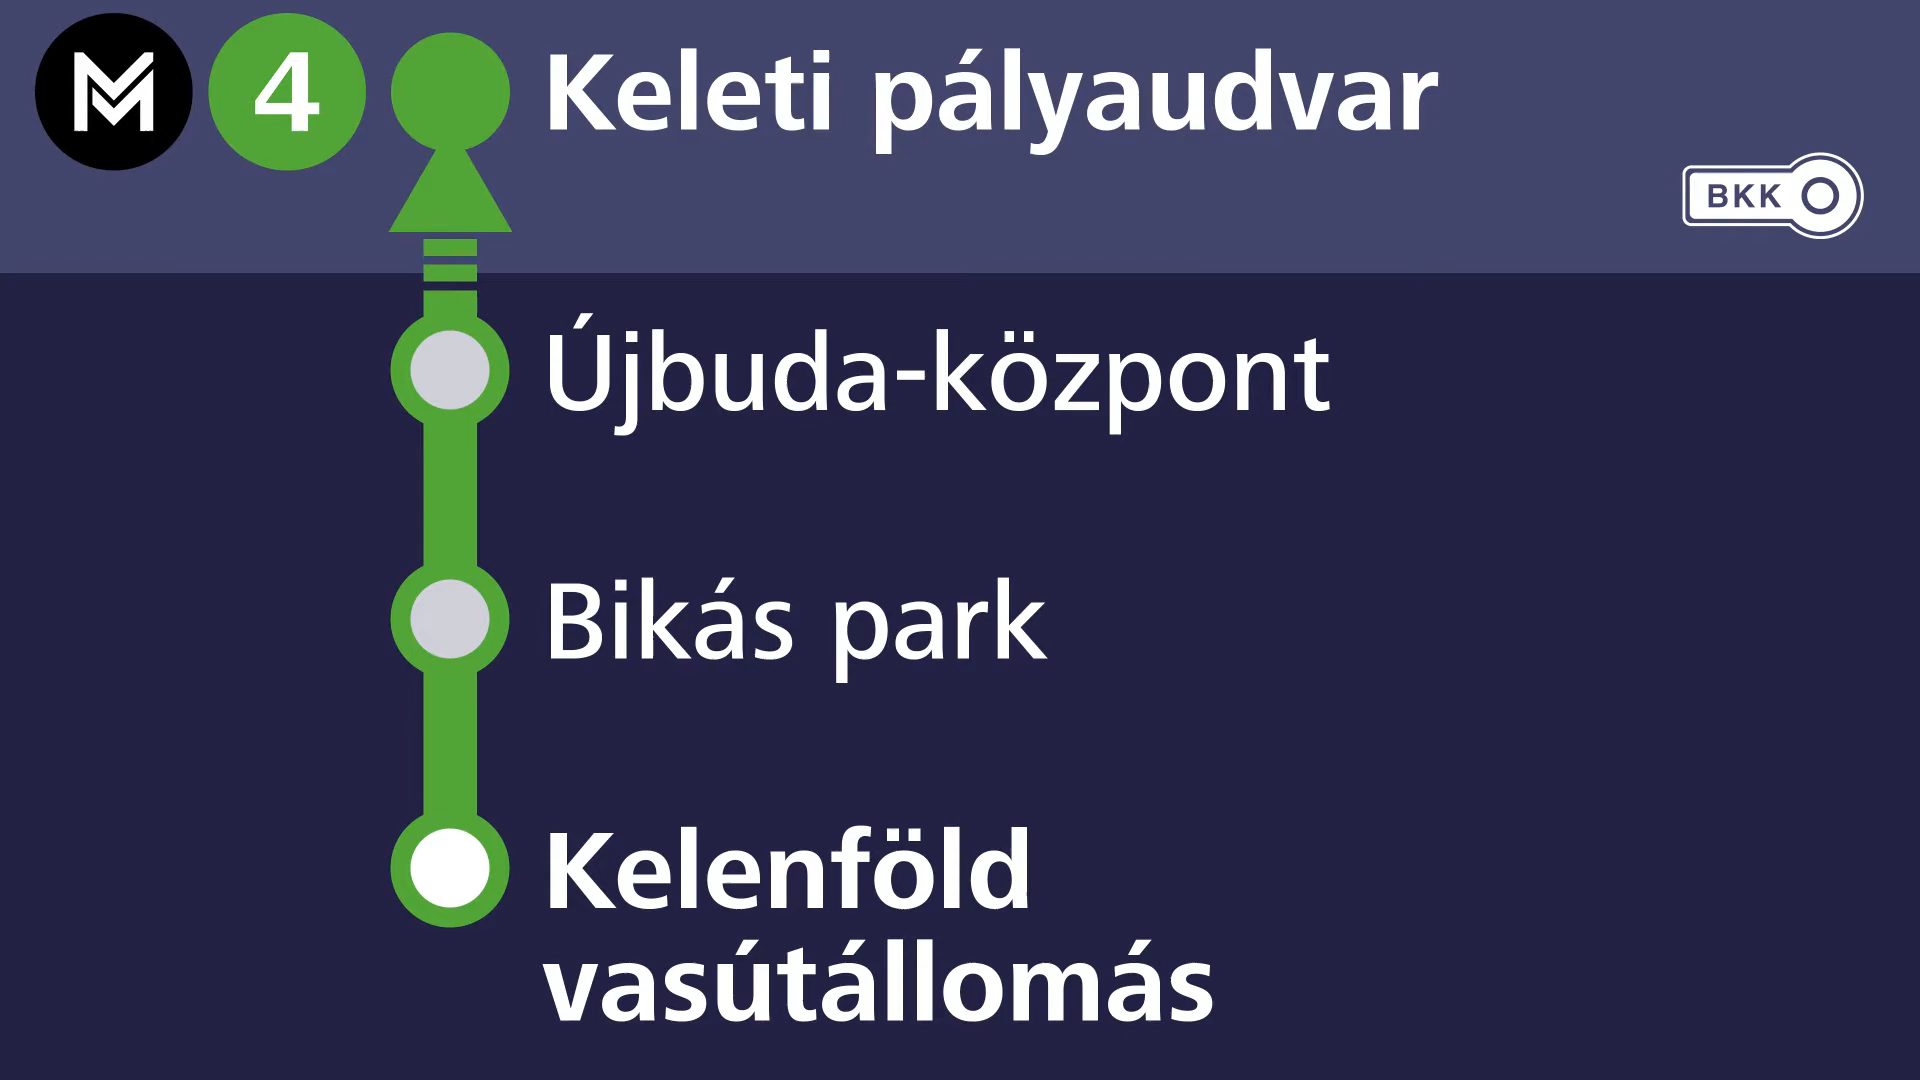 M 4 Keleti pályaudvar
BKK
Újbuda-központ
Bikás park
Kelenföld
vasútállomás